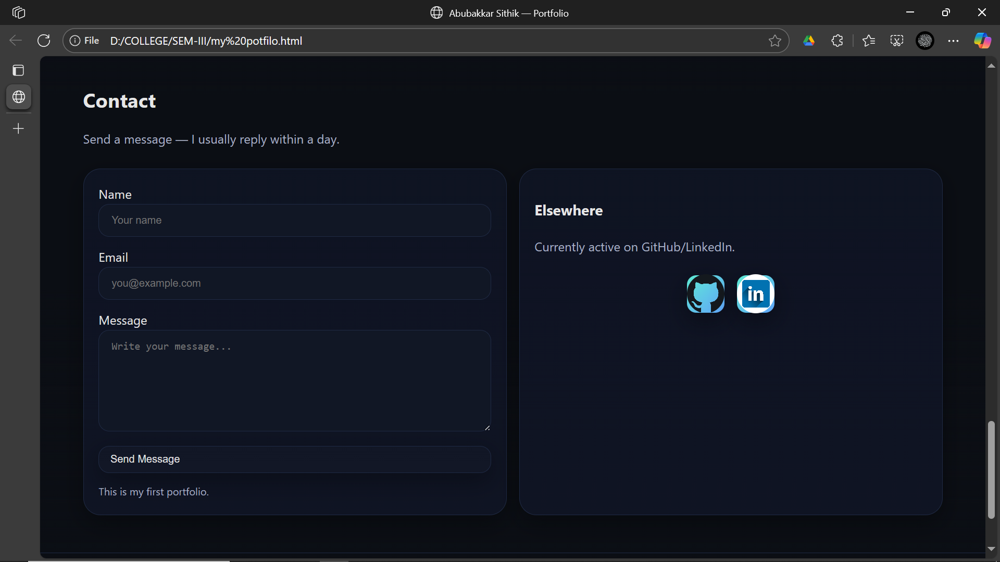 Abubakkar Sithik — Portfolio
File D:/COLLEGE/SEM-III/my%20potfilo.html
Contact
Send a message — I usually reply within a day.
Name
Your name
Email
you@example.com
Message
Write your message...
Send Message
This is my first portfolio.
Elsewhere
Currently active on GitHub/LinkedIn.
in